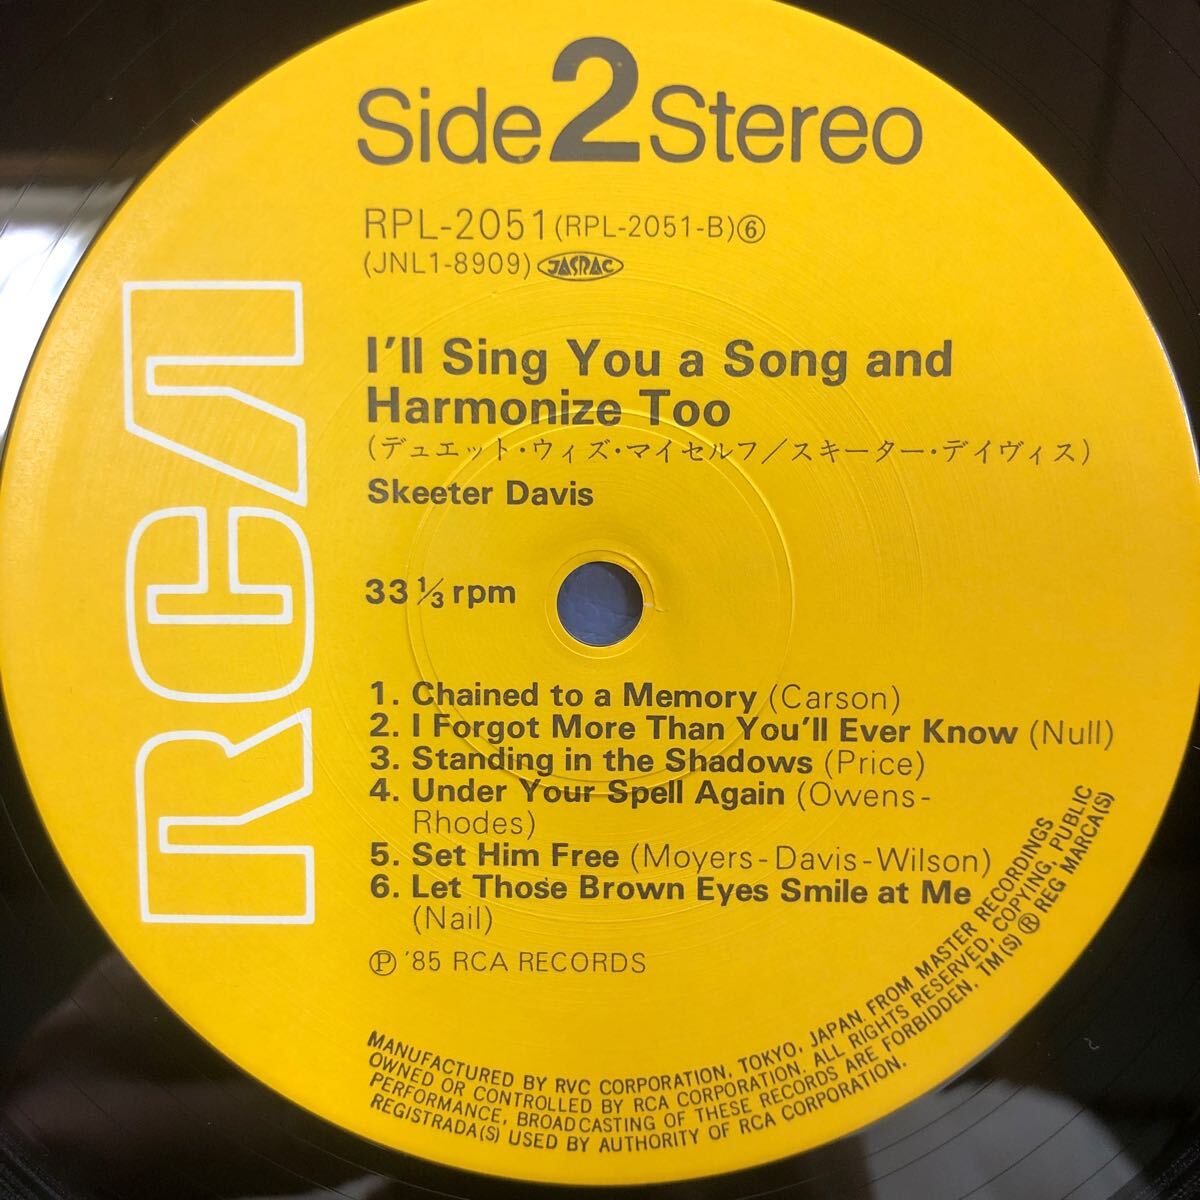 Side 2 Stereo
RPL-2051 (RPL-2051-B) ⑥
(JNL1-8909) JASRAC
RCA
I'll Sing You a Song and
Harmonize Too
(デュエット・ウィズ・マイセルフ／スキーター・デイヴィス)
Skeeter Davis
33 1/3 rpm
1. Chained to a Memory (Carson)
2. I Forgot More Than You'll Ever Know (Null)
3. Standing in the Shadows (Price)
4. Under Your Spell Again (Owens-
Rhodes)
5. Set Him Free (Moyers-Davis-Wilson)
6. Let Those Brown Eyes Smile at Me
(Nail)
Ⓟ '85 RCA RECORDS
MANUFACTURED BY RVC CORPORATION, TOKYO, JAPAN. FROM MASTER RECORDINGS
OWNED OR CONTROLLED BY RCA CORPORATION. ALL RIGHTS RESERVED, COPYING, PUBLIC
PERFORMANCE, BROADCASTING OF THESE RECORDS ARE FORBIDDEN. TM(S) ® REG MARCA(S)
REGISTRADA(S) USED BY AUTHORITY OF RCA CORPORATION.